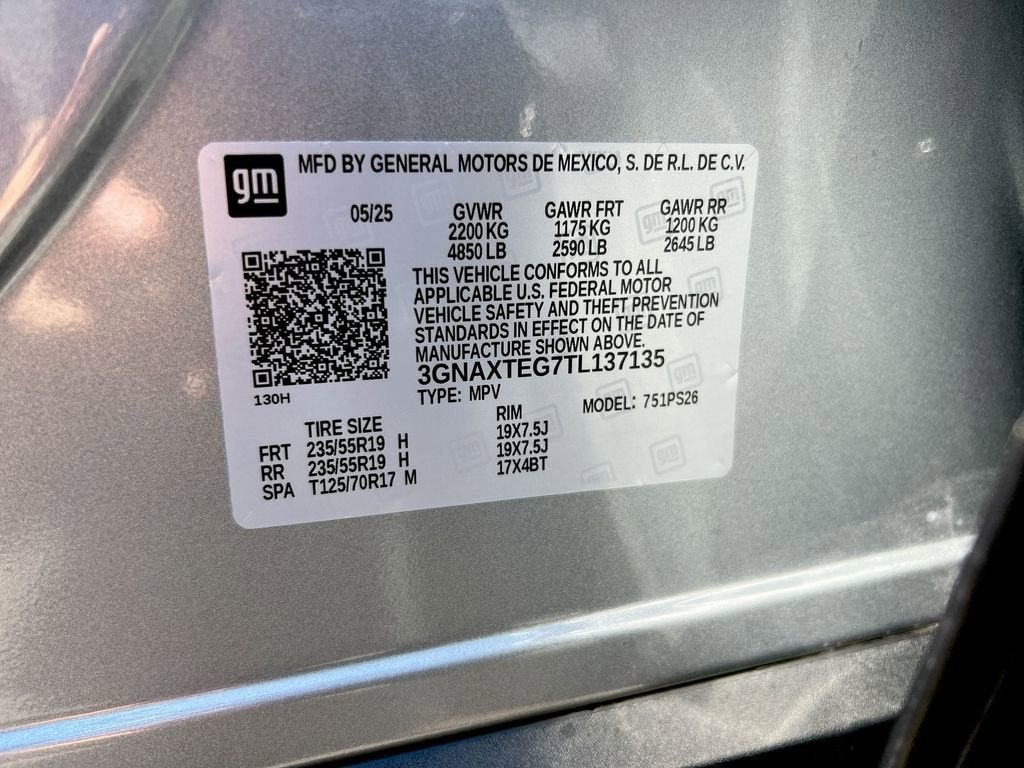 gm MFD BY GENERAL MOTORS DE MEXICO, S. DE R.L. DE C.V.
05/25 GVWR GAWR FRT GAWR RR
2200 KG 1175 KG 1200 KG
4850 LB 2590 LB 2645 LB
THIS VEHICLE CONFORMS TO ALL
APPLICABLE U.S. FEDERAL MOTOR
VEHICLE SAFETY AND THEFT PREVENTION
STANDARDS IN EFFECT ON THE DATE OF
MANUFACTURE SHOWN ABOVE.
3GNAXTEG7TL137135
130H
TYPE: MPV MODEL: 751PS26
TIRE SIZE RIM
FRT 235/55R19 H 19X7.5J
RR 235/55R19 H 19X7.5J
SPA T125/70R17 M 17X4BT